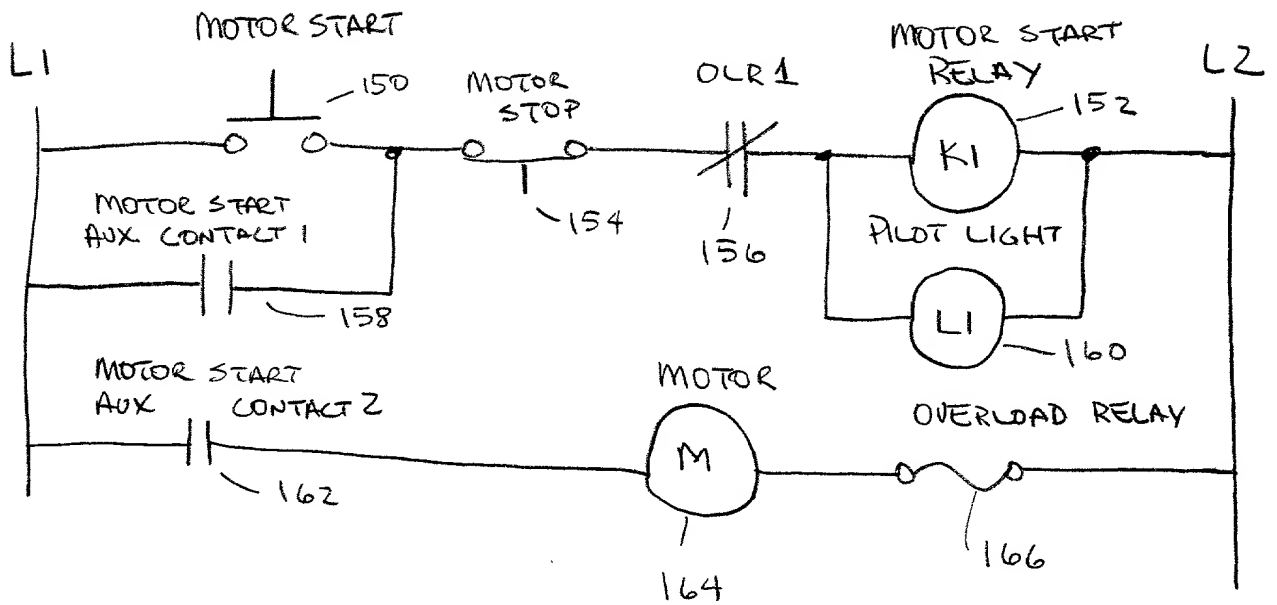 MOTOR START
L1
150
MOTOR
STOP
OLR 1
MOTOR START
RELAY
152
L2
K1
154
156
MOTOR START
AUX CONTACT 1
158
PILOT LIGHT
L1
160
MOTOR START
AUX CONTACT 2
162
MOTOR
M
164
OVERLOAD RELAY
166